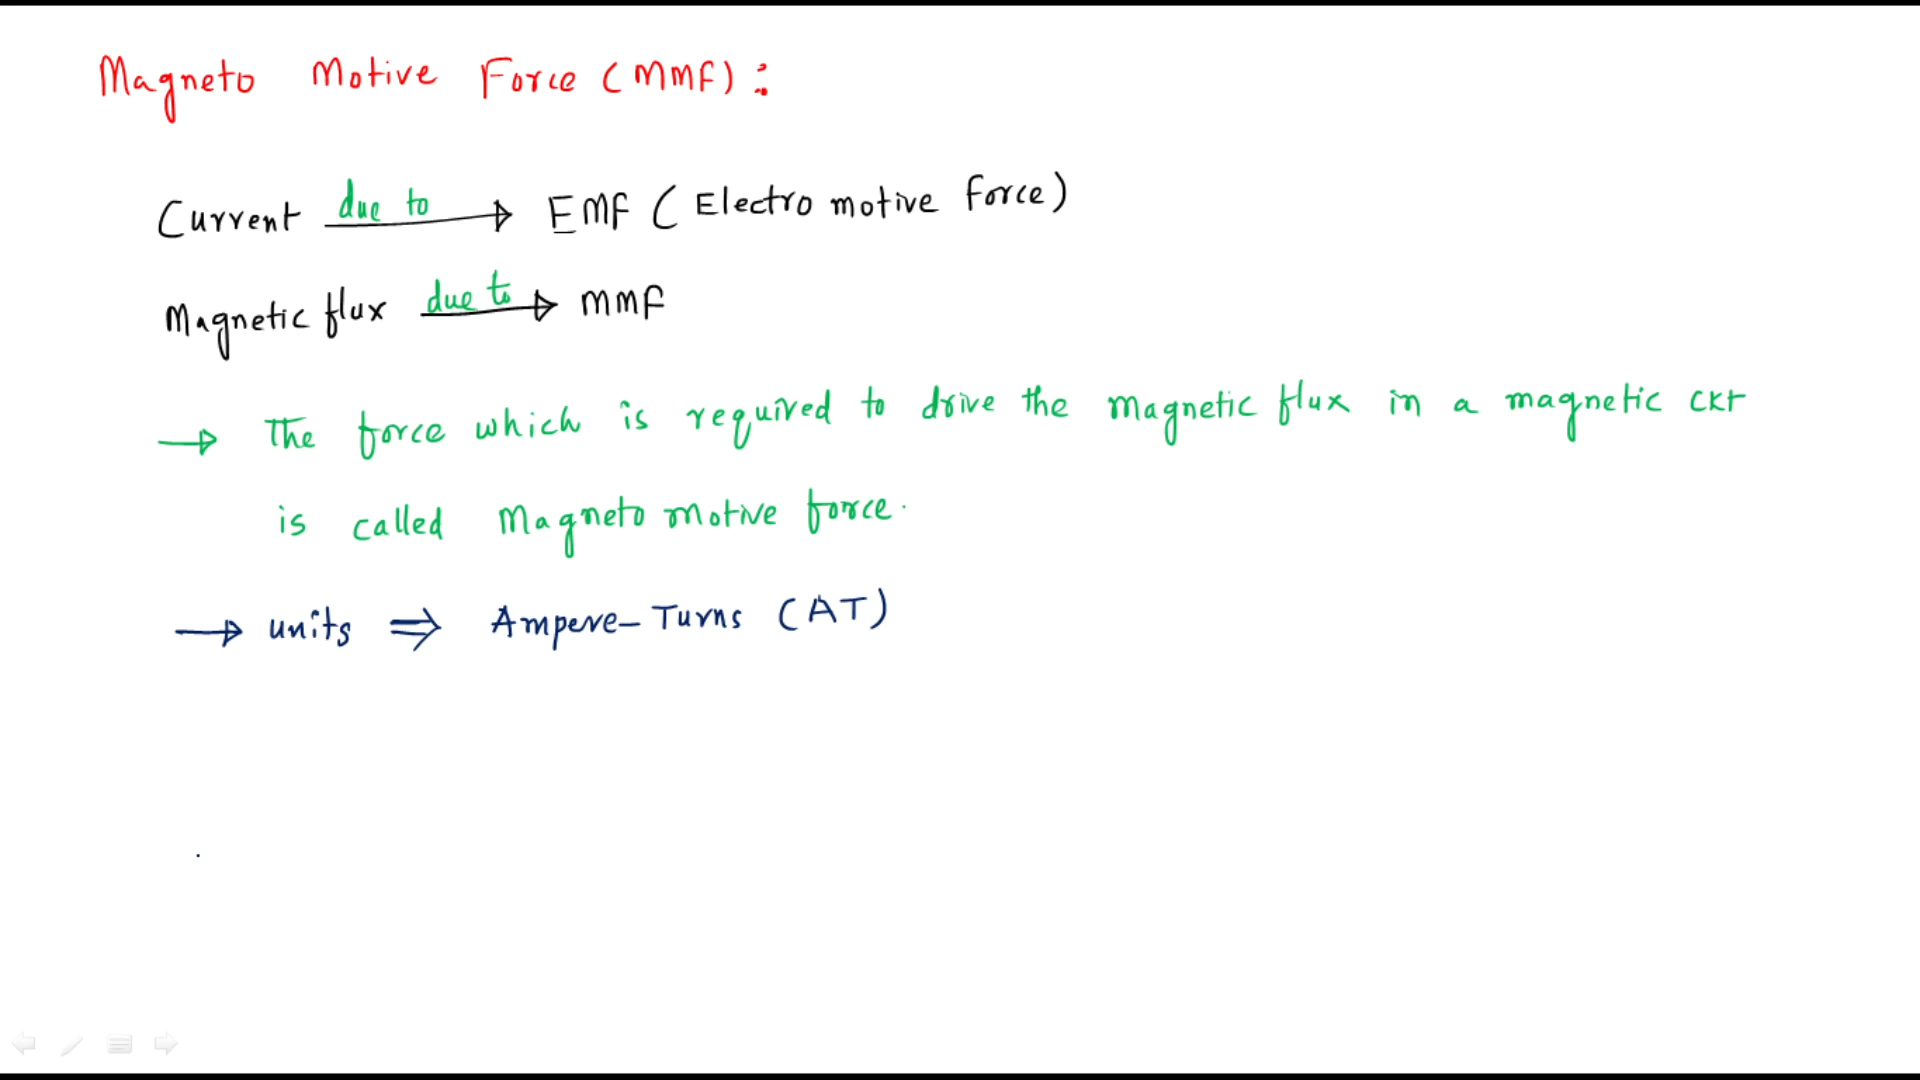 Magneto Motive Force (MMF) :
Current due to → EMF (Electro motive Force)
Magnetic flux due to → MMF
→ The force which is required to drive the magnetic flux in a magnetic ckt
is called Magneto motive force.
→ units ⇒ Ampere-Turns (AT)